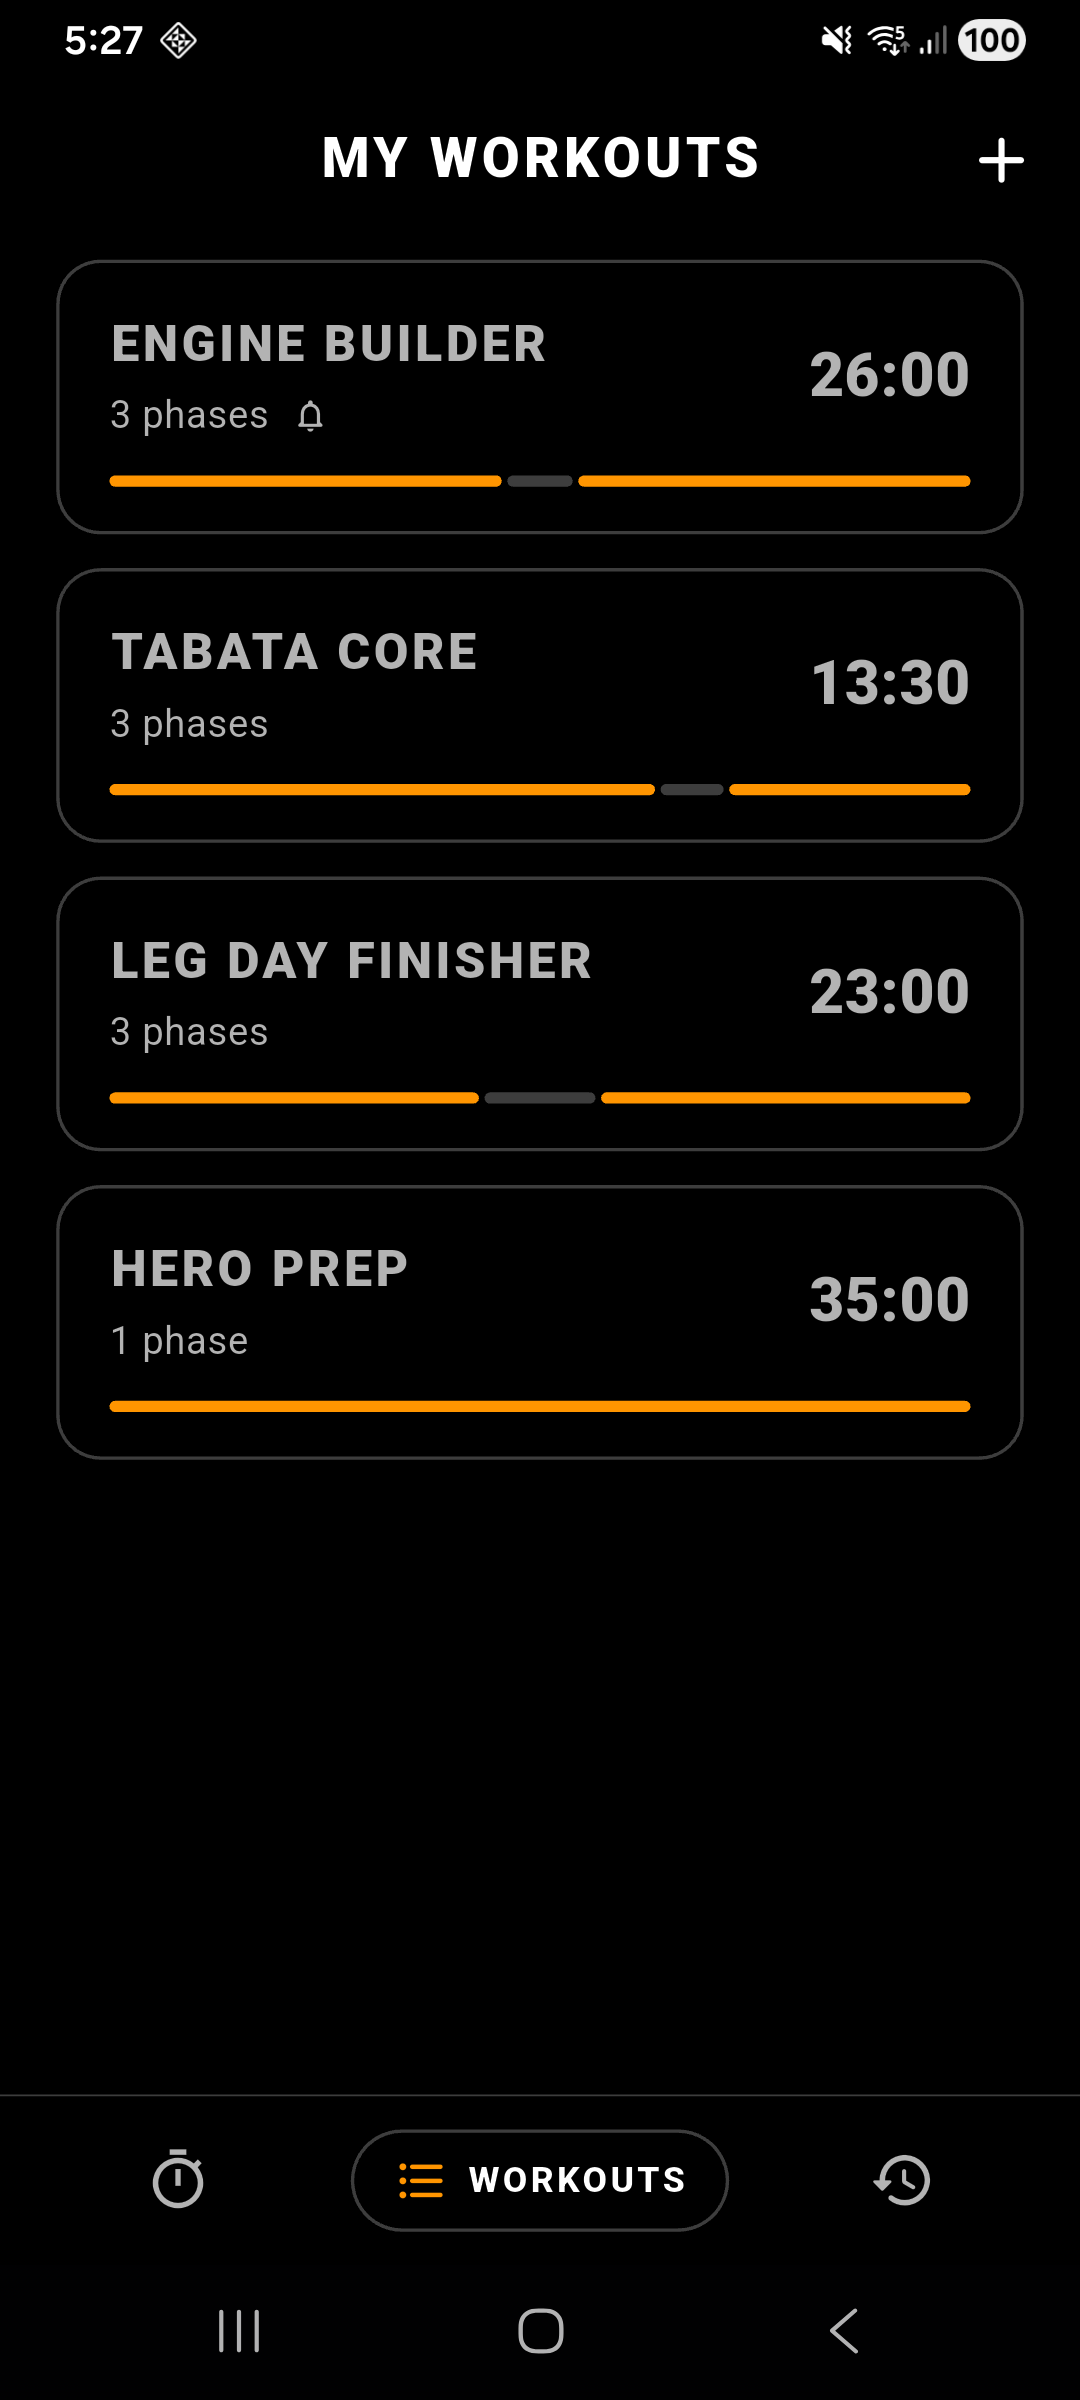 5:27
5
100
MY WORKOUTS
ENGINE BUILDER
26:00
3 phases
TABATA CORE
13:30
3 phases
LEG DAY FINISHER
23:00
3 phases
HERO PREP
35:00
1 phase
WORKOUTS